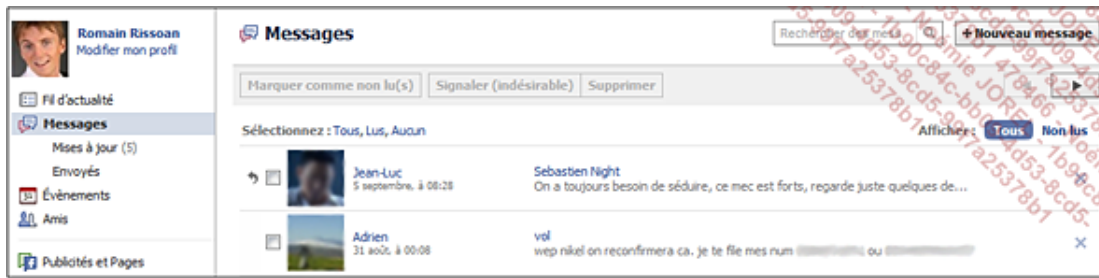 Romain Rissoan
Modifier mon profil
Messages
Rechercher des mess
+ Nouveau message
Marquer comme non lu(s)
Signaler (indésirable)
Supprimer
Fil d'actualité
Messages
Mises à jour (5)
Envoyés
Évènements
Amis
Publicités et Pages
Sélectionnez : Tous, Lus, Aucun
Afficher : Tous Non lus
Jean-Luc
5 septembre, à 08:28
Sebastien Night
On a toujours besoin de séduire, ce mec est forts, regarde juste quelques de...
Adrien
31 août, à 00:08
vol
wep nikel on reconfirmera ca. je te file mes num ou